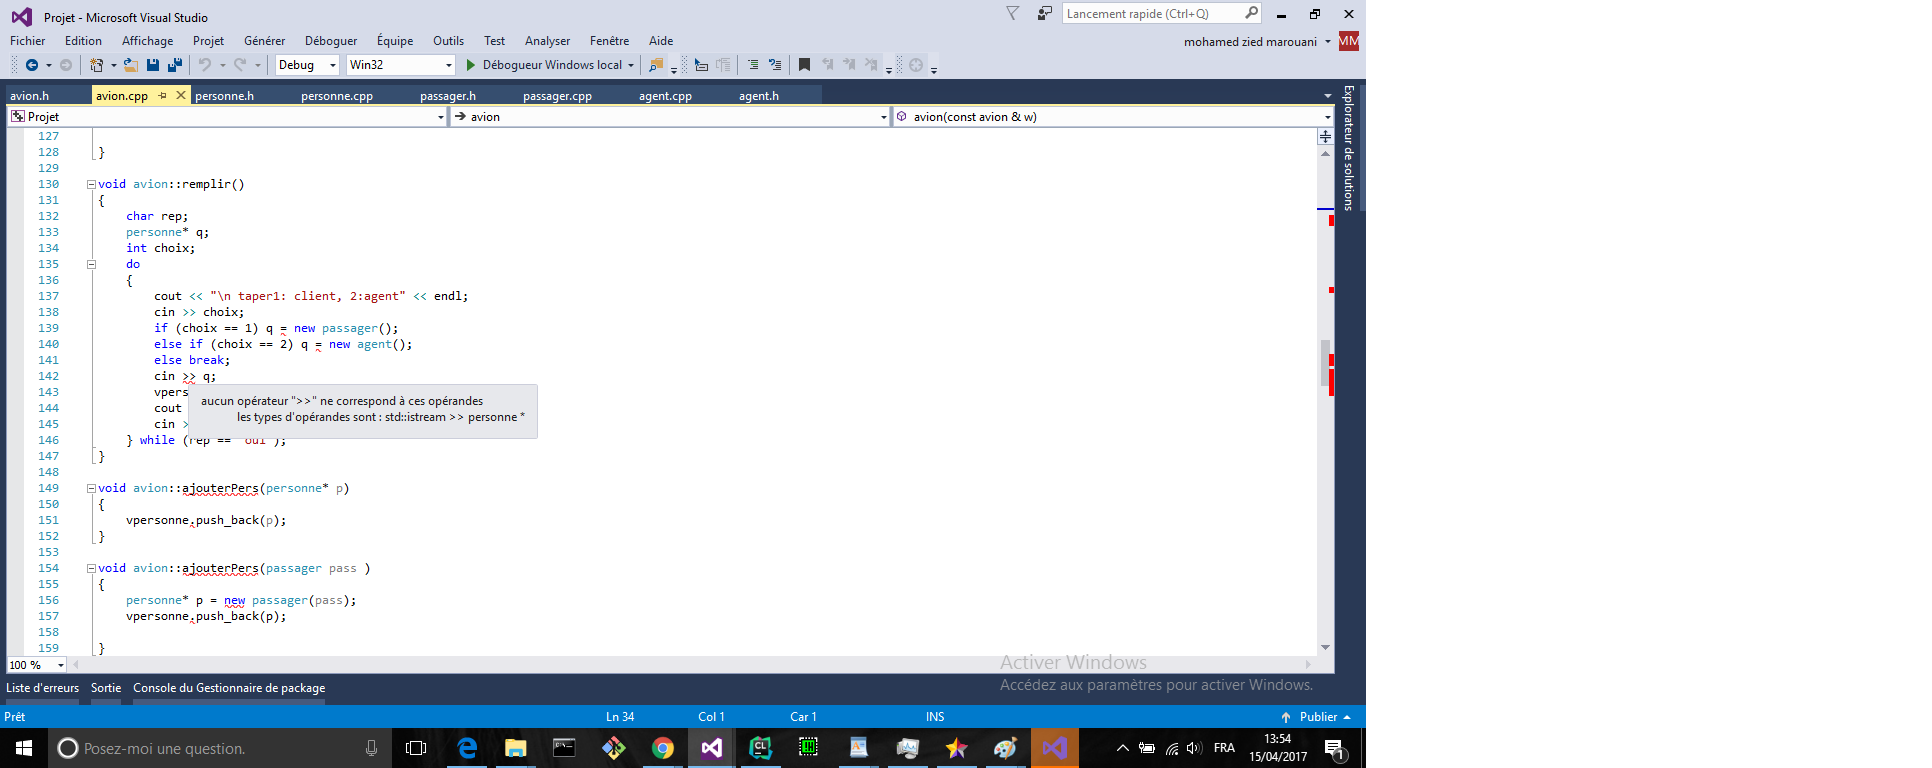 Projet - Microsoft Visual Studio
Lancement rapide (Ctrl+Q)
Fichier Edition Affichage Projet Générer Déboguer Équipe Outils Test Analyser Fenêtre Aide
mohamed zied marouani MM
Debug Win32 Débogueur Windows local
avion.h avion.cpp personne.h personne.cpp passager.h passager.cpp agent.cpp agent.h
Explorateur de solutions
Projet avion avion(const avion & w)
127
128 }
129
130 void avion::remplir()
131 {
132 char rep;
133 personne* q;
134 int choix;
135 do
136 {
137 cout << "\n taper1: client, 2:agent" << endl;
138 cin >> choix;
139 if (choix == 1) q = new passager();
140 else if (choix == 2) q = new agent();
141 else break;
142 cin >> q;
143 vpers
aucun opérateur ">>" ne correspond à ces opérandes
144 cout
les types d'opérandes sont : std::istream >> personne *
145 cin >
146 } while (rep == 'oui');
147 }
148
149 void avion::ajouterPers(personne* p)
150 {
151 vpersonne.push_back(p);
152 }
153
154 void avion::ajouterPers(passager pass )
155 {
156 personne* p = new passager(pass);
157 vpersonne.push_back(p);
158
159 }
100 %
Activer Windows
Accédez aux paramètres pour activer Windows.
Liste d'erreurs Sortie Console du Gestionnaire de package
Prêt Ln 34 Col 1 Car 1 INS Publier
Posez-moi une question.
FRA
13:54
15/04/2017
1